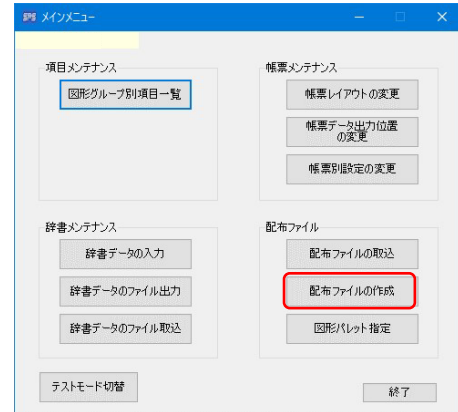 メインメニュー
項目メンテナンス
図形グループ別項目一覧
帳票メンテナンス
帳票レイアウトの変更
帳票データ出力位置
の変更
帳票別設定の変更
辞書メンテナンス
辞書データの入力
辞書データのファイル出力
辞書データのファイル取込
配布ファイル
配布ファイルの取込
配布ファイルの作成
図形パレット指定
テストモード切替
終了